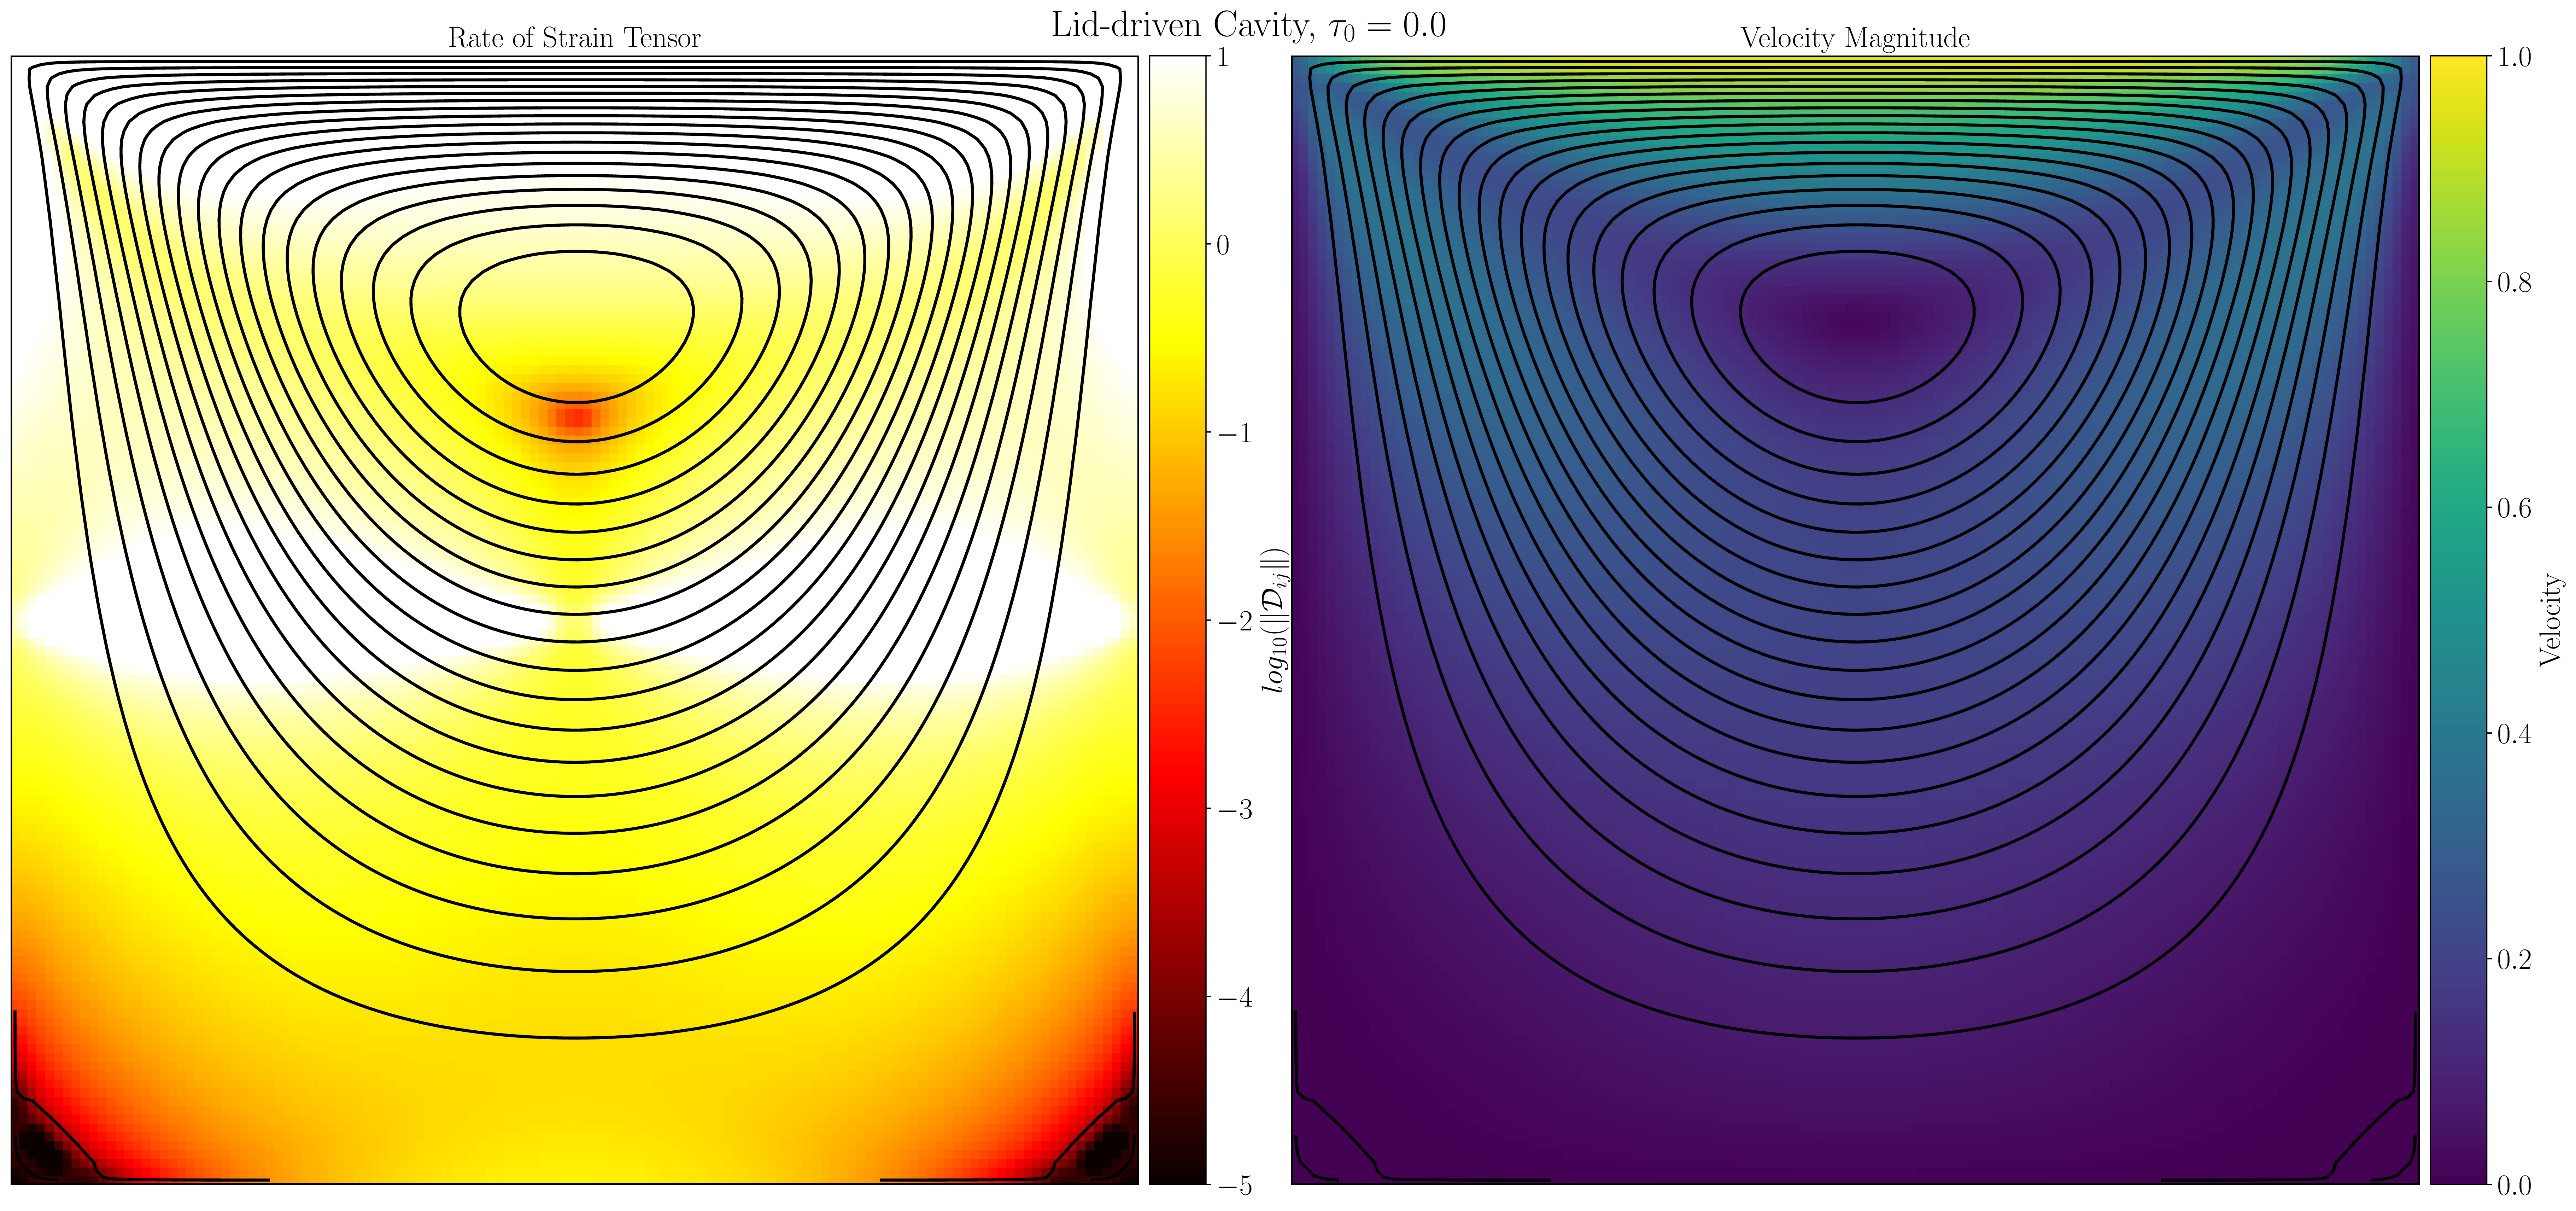 Lid-driven Cavity, τ₀ = 0.0
Rate of Strain Tensor
1
0
−1
−2
−3
−4
−5
log₁₀(||𝒟ᵢⱼ||)
Velocity Magnitude
1.0
0.8
0.6
0.4
0.2
0.0
Velocity